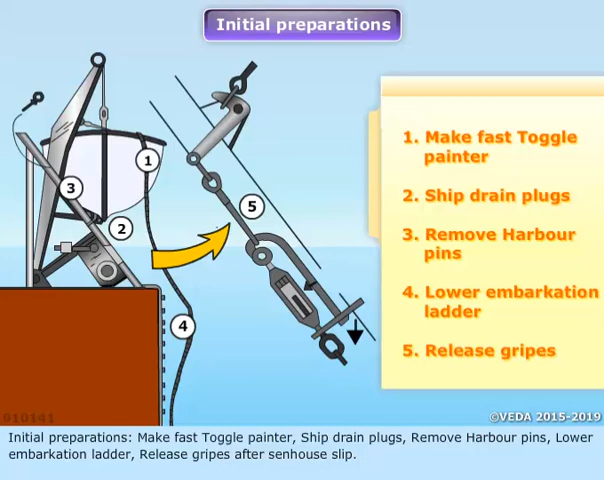 Initial preparations
1. Make fast Toggle
painter
2. Ship drain plugs
3. Remove Harbour
pins
4. Lower embarkation
ladder
5. Release gripes
1
3
2
5
4
910141
©VEDA 2015-2019
Initial preparations: Make fast Toggle painter, Ship drain plugs, Remove Harbour pins, Lower
embarkation ladder, Release gripes after senhouse slip.